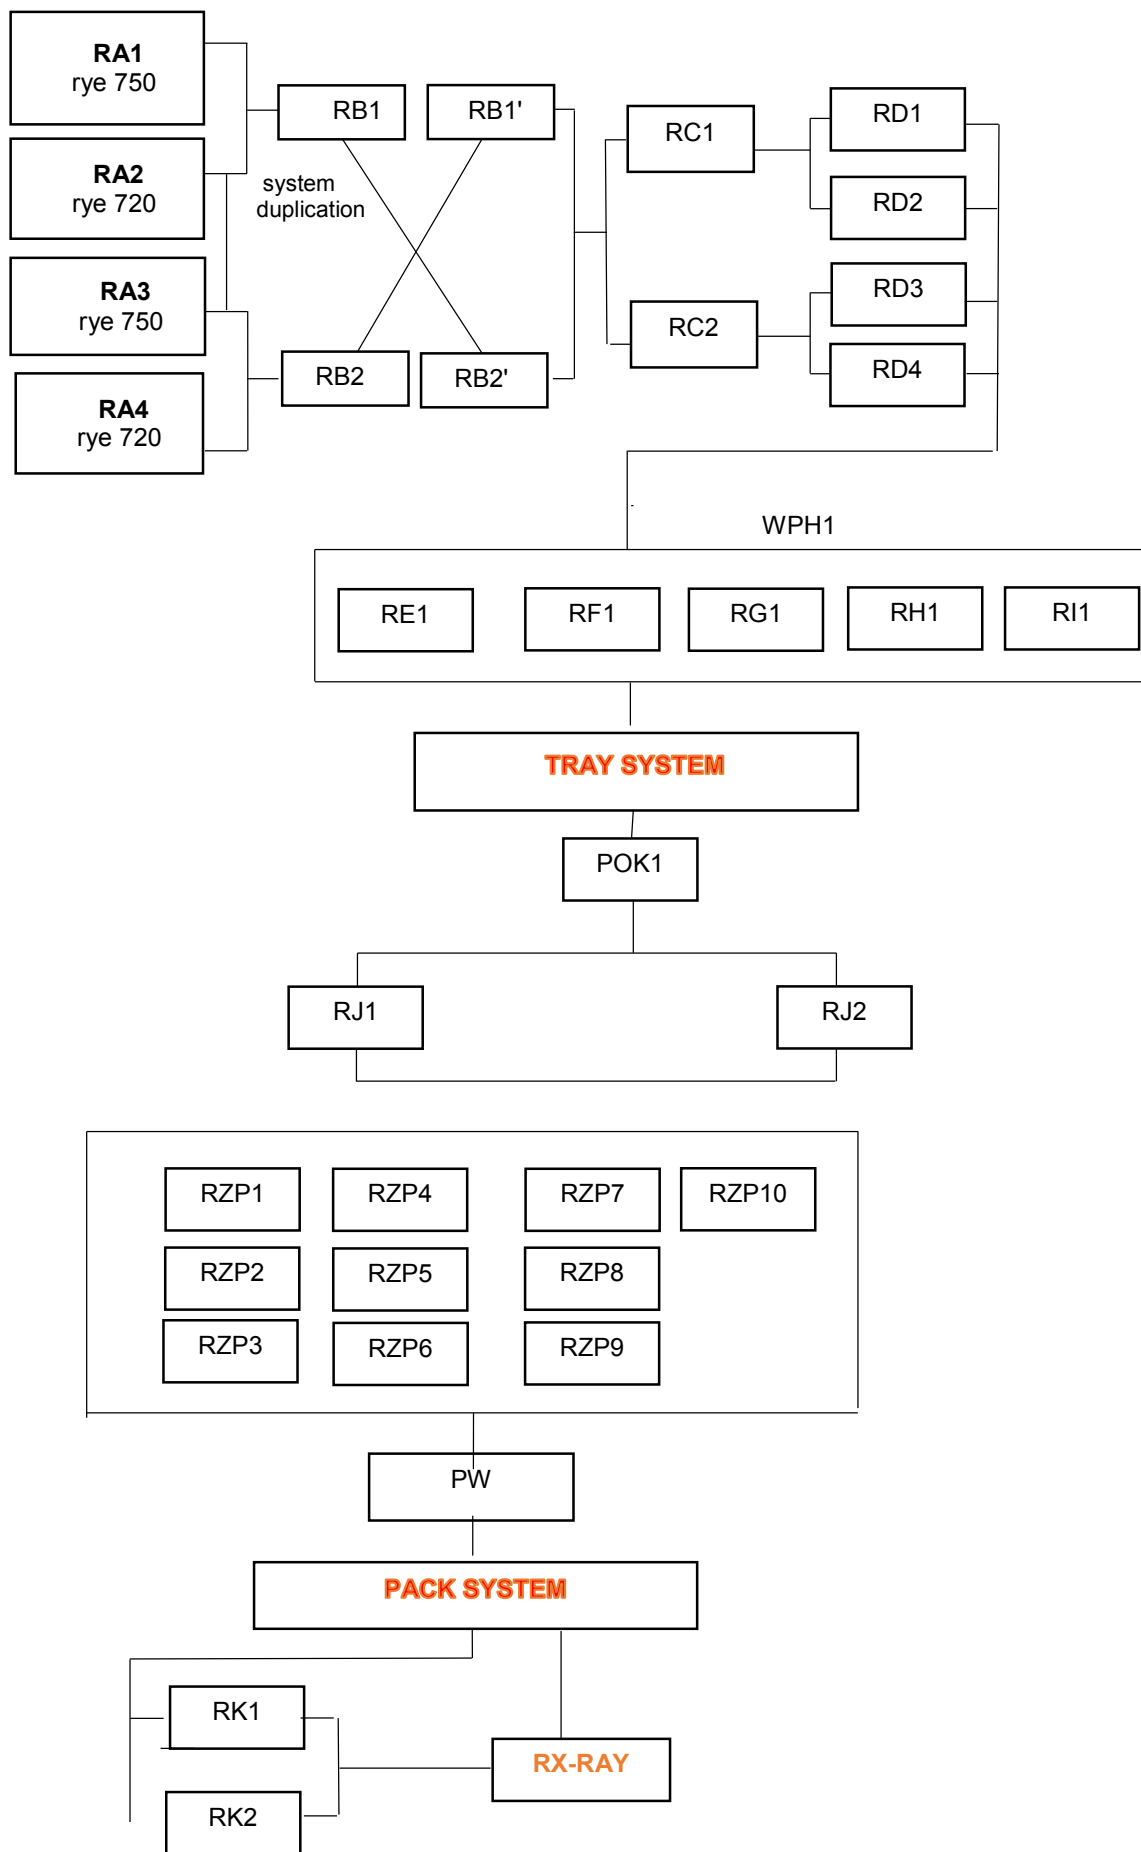 RA1
rye 750
RB1
RB1'
RC1
RD1
RA2
rye 720
system
duplication
RD2
RA3
rye 750
RC2
RD3
RB2
RB2'
RD4
RA4
rye 720
WPH1
RE1
RF1
RG1
RH1
RI1
TRAY SYSTEM
POK1
RJ1
RJ2
RZP1
RZP4
RZP7
RZP10
RZP2
RZP5
RZP8
RZP3
RZP6
RZP9
PW
PACK SYSTEM
RK1
RX-RAY
RK2